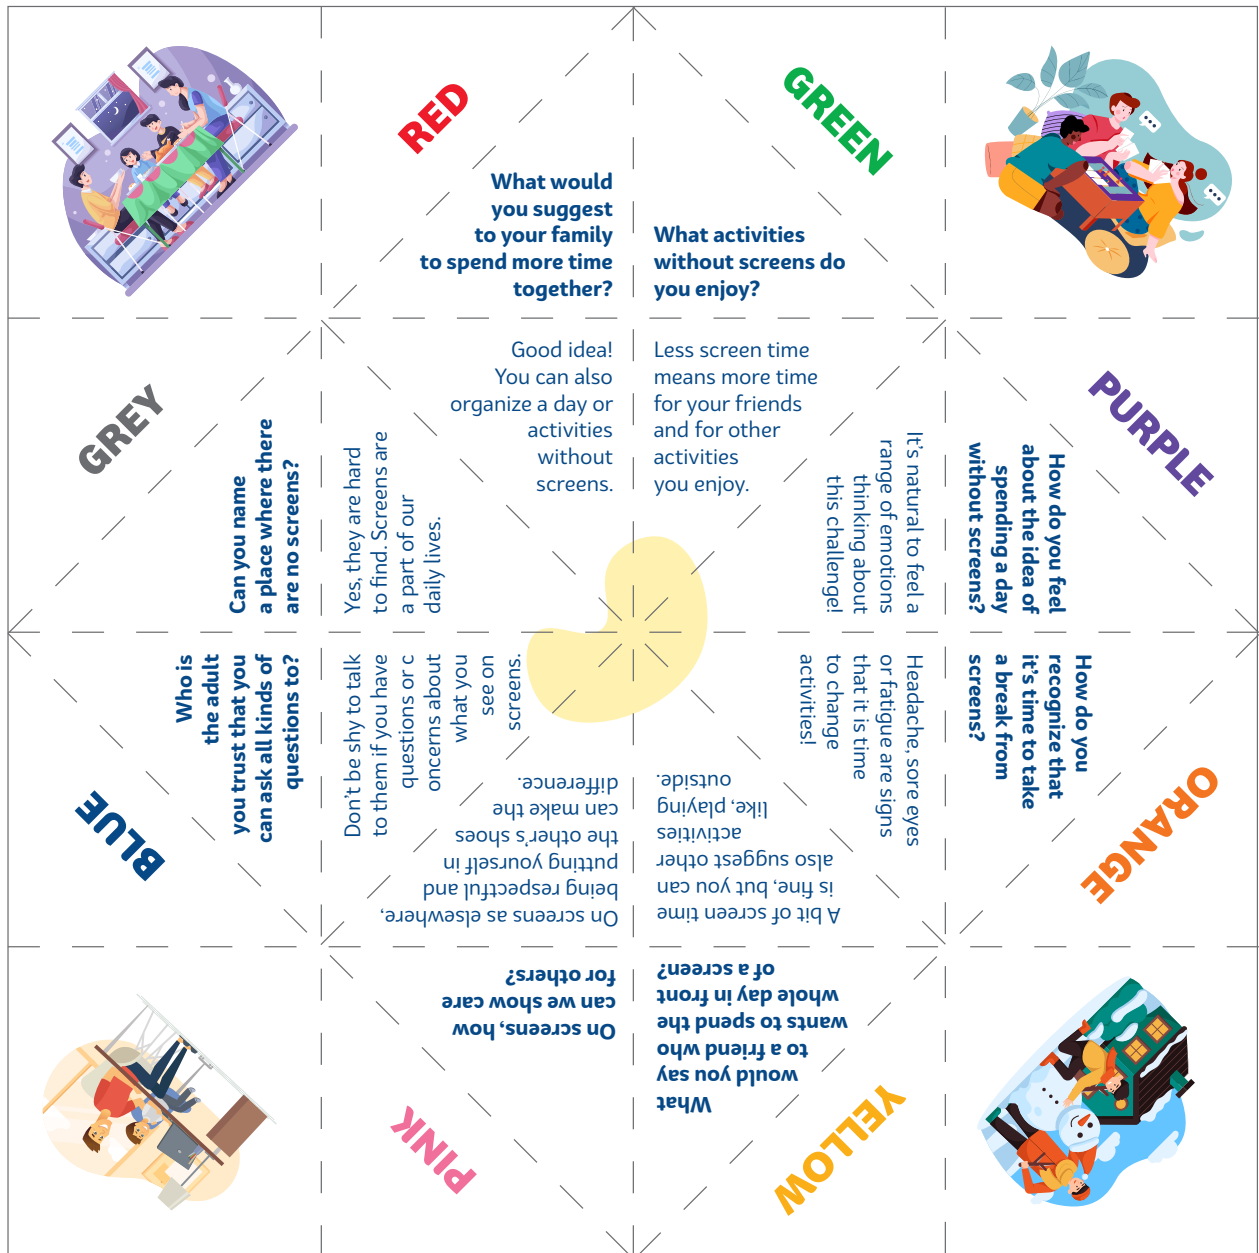 RED
What would
you suggest
to your family
to spend more time
together?
Good idea!
You can also
organize a day or
activities
without
screens.
GREEN
What activities
without screens do
you enjoy?
Less screen time
means more time
for your friends
and for other
activities
you enjoy.
PURPLE
How do you feel
about the idea of
spending a day
without screens?
It's natural to feel a
range of emotions
thinking about
this challenge!
ORANGE
How do you
recognize that
it's time to take
a break from
screens?
Headache, sore eyes
or fatigue are signs
that it is time
to change
activities!
YELLOW
What
would you say
to a friend who
wants to spend the
whole day in front
of a screen?
A bit of screen time
is fine, but you can
also suggest other
activities
like, playing
outside.
PINK
On screens, how
can we show care
for others?
On screens as elsewhere,
being respectful and
putting yourself in
the other's shoes
can make the
difference.
BLUE
Who is
the adult
you trust that you
can ask all kinds of
questions to?
Don't be shy to talk
to them if you have
questions or c
oncerns about
what you
see on
screens.
GREY
Can you name
a place where there
are no screens?
Yes, they are hard
to find. Screens are
a part of our
daily lives.